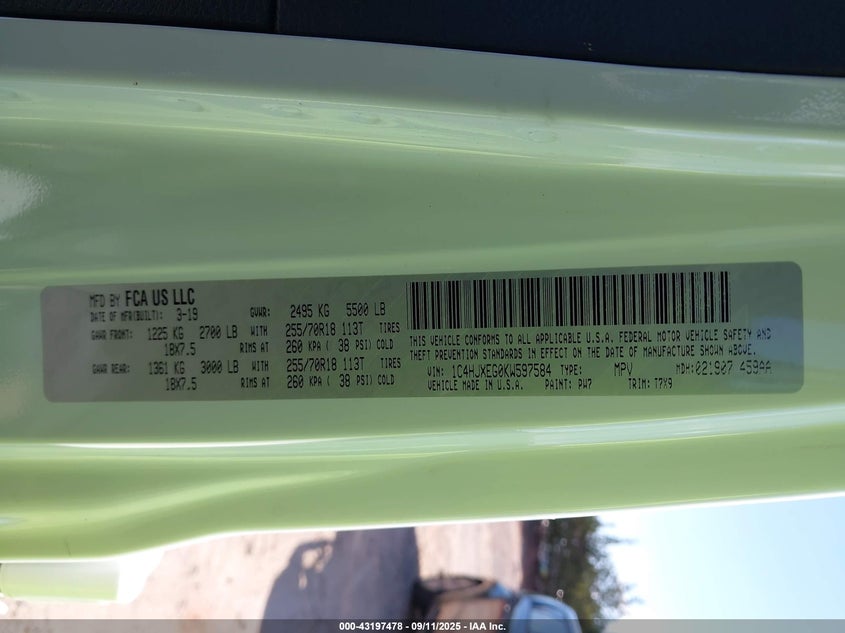 MFD BY FCA US LLC
DATE OF MFR(BUILT): 3-19 GVWR: 2495 KG 5500 LB
GAWR FRONT: 1225 KG 2700 LB WITH 255/70R18 113T TIRES
18X7.5 RIMS AT 260 KPA ( 38 PSI) COLD
GAWR REAR: 1361 KG 3000 LB WITH 255/70R18 113T TIRES
18X7.5 RIMS AT 260 KPA ( 38 PSI) COLD
THIS VEHICLE CONFORMS TO ALL APPLICABLE U.S.A. FEDERAL MOTOR VEHICLE SAFETY AND
THEFT PREVENTION STANDARDS IN EFFECT ON THE DATE OF MANUFACTURE SHOWN ABOVE.
VIN: 1C4HJXEG0KW597584 TYPE: MPV MDH:021907 459AA
VEHICLE MADE IN U.S.A. PAINT: PW7 TRIM: T7X9
000-43197478 - 09/11/2025 - IAA Inc.